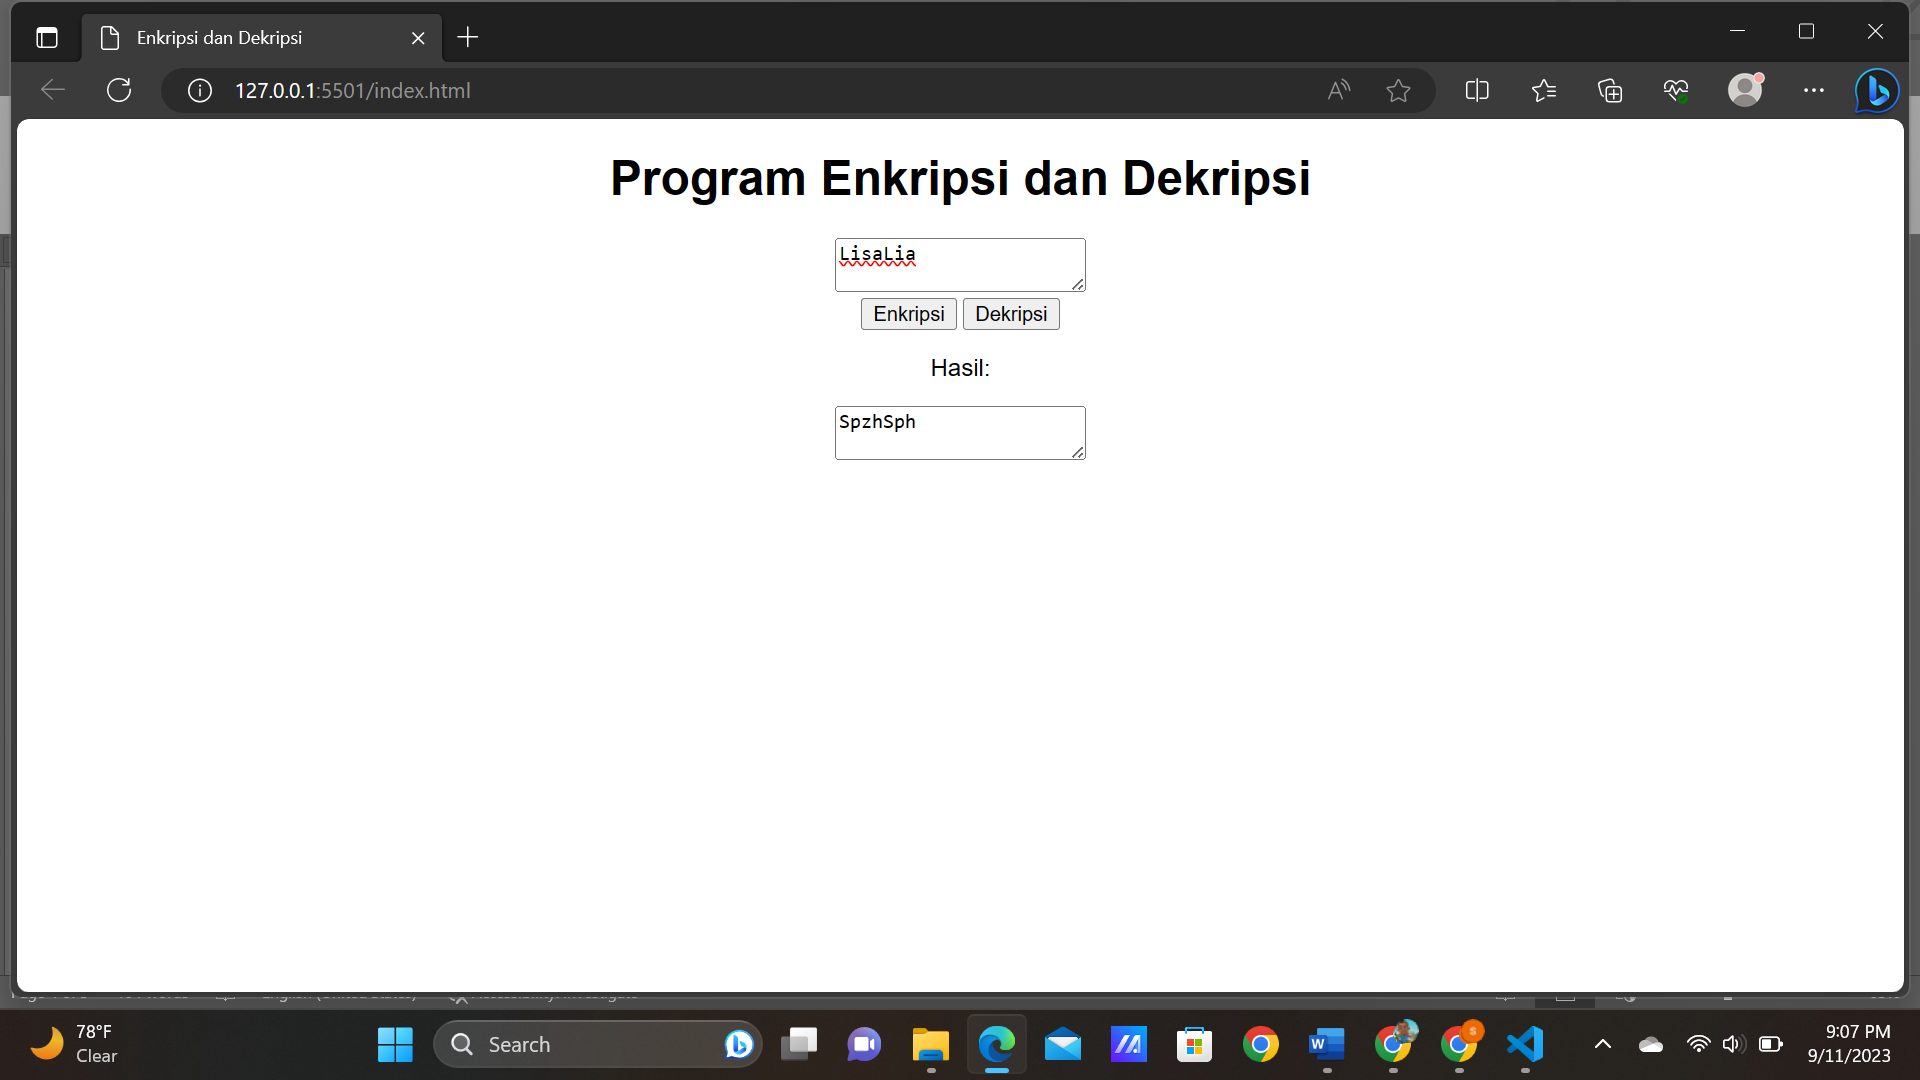 Enkripsi dan Dekripsi
127.0.0.1:5501/index.html
Program Enkripsi dan Dekripsi
LisaLia
Enkripsi Dekripsi
Hasil:
SpzhSph
78°F
Clear
Search
9:07 PM
9/11/2023